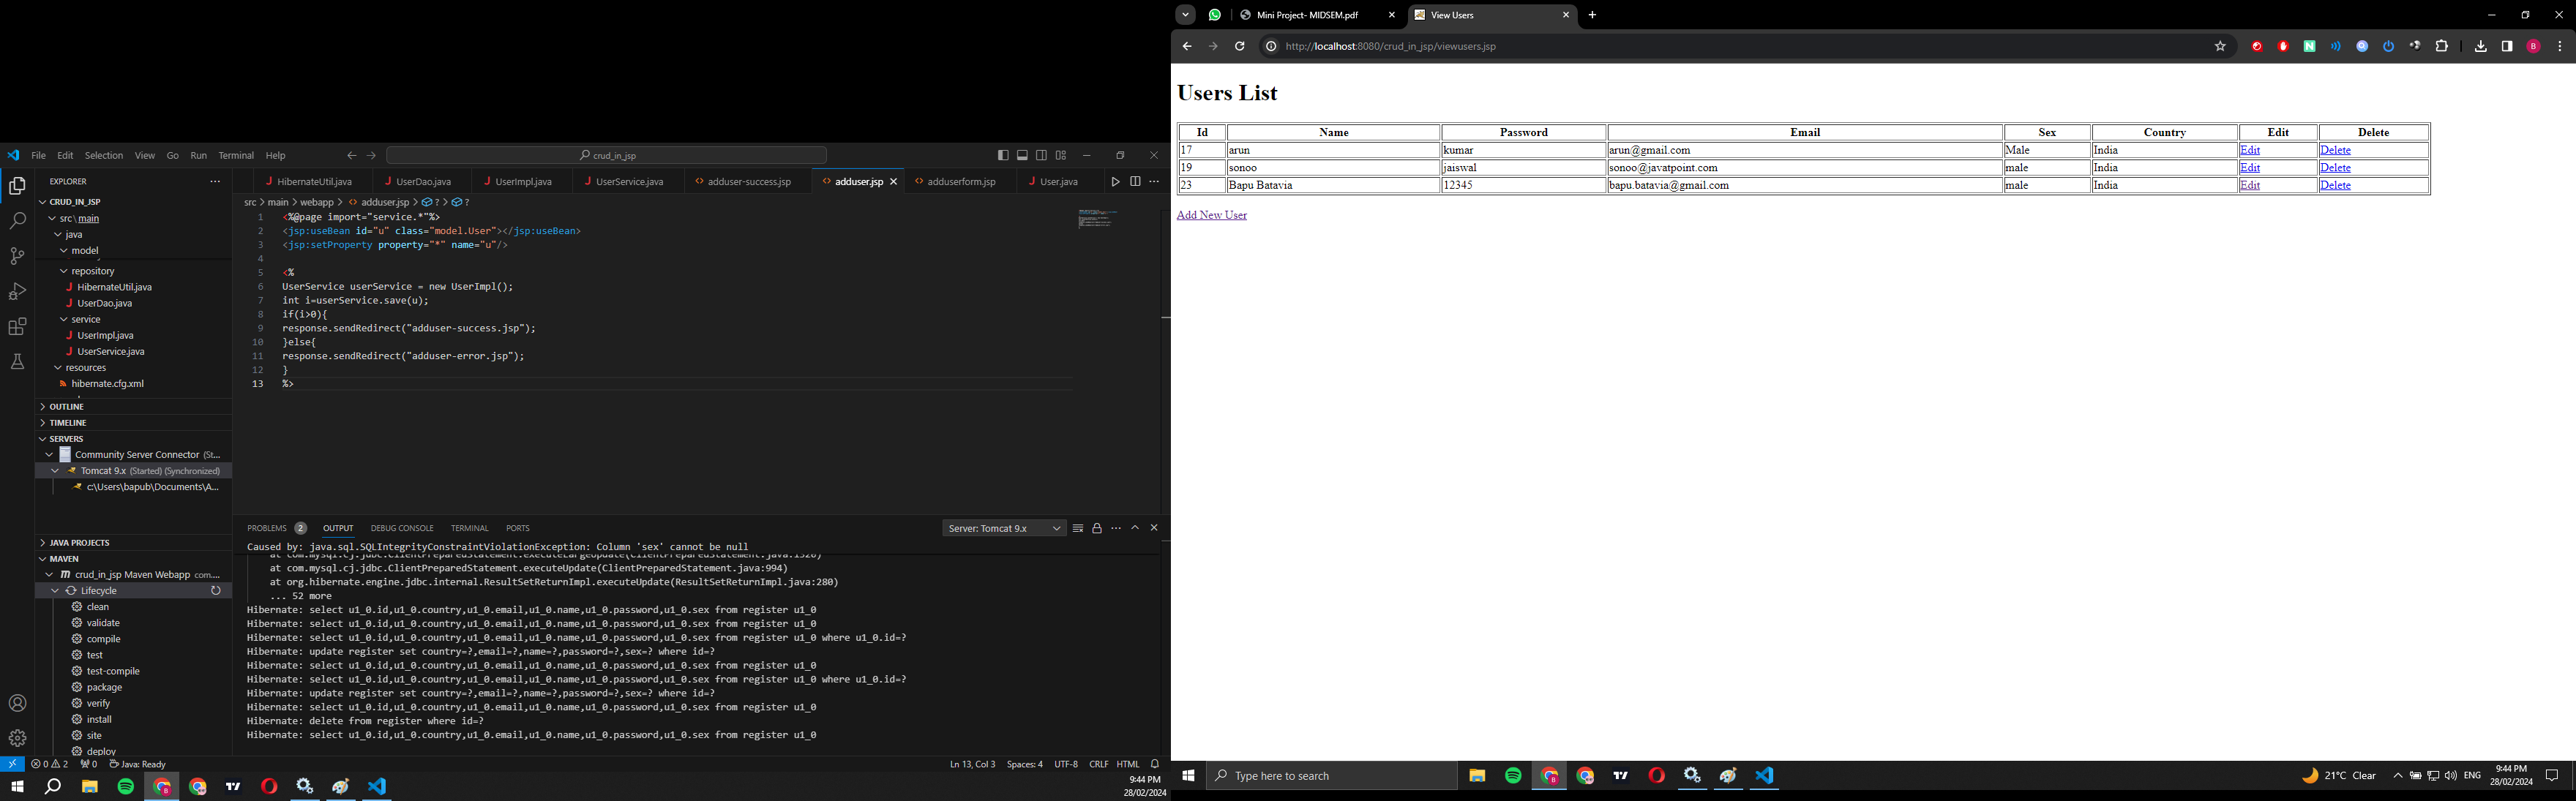 File Edit Selection View Go Run Terminal Help
crud_in_jsp
EXPLORER
CRUD_IN_JSP
src\main
java
model
repository
HibernateUtil.java
UserDao.java
service
UserImpl.java
UserService.java
resources
hibernate.cfg.xml
OUTLINE
TIMELINE
SERVERS
Community Server Connector (St...
Tomcat 9.x (Started) (Synchronized)
c:\Users\bapub\Documents\A...
JAVA PROJECTS
MAVEN
crud_in_jsp Maven Webapp com....
Lifecycle
clean
validate
compile
test
test-compile
package
verify
install
site
deploy
HibernateUtil.java UserDao.java UserImpl.java UserService.java adduser-success.jsp adduser.jsp adduserform.jsp User.java
src > main > webapp > adduser.jsp > ? > ?
1 <%@page import="service.*"%>
2 <jsp:useBean id="u" class="model.User"></jsp:useBean>
3 <jsp:setProperty property="*" name="u"/>
4
5 <%
6 UserService userService = new UserImpl();
7 int i=userService.save(u);
8 if(i>0){
9 response.sendRedirect("adduser-success.jsp");
10 }else{
11 response.sendRedirect("adduser-error.jsp");
12 }
13 %>
PROBLEMS 2 OUTPUT DEBUG CONSOLE TERMINAL PORTS
Server: Tomcat 9.x
Caused by: java.sql.SQLIntegrityConstraintViolationException: Column 'sex' cannot be null
at com.mysql.cj.jdbc.ClientPreparedStatement.executeLargeUpdate(ClientPreparedStatement.java:1320)
at com.mysql.cj.jdbc.ClientPreparedStatement.executeUpdate(ClientPreparedStatement.java:994)
at org.hibernate.engine.jdbc.internal.ResultSetReturnImpl.executeUpdate(ResultSetReturnImpl.java:280)
... 52 more
Hibernate: select u1_0.id,u1_0.country,u1_0.email,u1_0.name,u1_0.password,u1_0.sex from register u1_0
Hibernate: select u1_0.id,u1_0.country,u1_0.email,u1_0.name,u1_0.password,u1_0.sex from register u1_0
Hibernate: select u1_0.id,u1_0.country,u1_0.email,u1_0.name,u1_0.password,u1_0.sex from register u1_0 where u1_0.id=?
Hibernate: update register set country=?,email=?,name=?,password=?,sex=? where id=?
Hibernate: select u1_0.id,u1_0.country,u1_0.email,u1_0.name,u1_0.password,u1_0.sex from register u1_0
Hibernate: select u1_0.id,u1_0.country,u1_0.email,u1_0.name,u1_0.password,u1_0.sex from register u1_0 where u1_0.id=?
Hibernate: update register set country=?,email=?,name=?,password=?,sex=? where id=?
Hibernate: select u1_0.id,u1_0.country,u1_0.email,u1_0.name,u1_0.password,u1_0.sex from register u1_0
Hibernate: delete from register where id=?
Hibernate: select u1_0.id,u1_0.country,u1_0.email,u1_0.name,u1_0.password,u1_0.sex from register u1_0
0 2 0 Java: Ready
Ln 13, Col 3 Spaces: 4 UTF-8 CRLF HTML
9:44 PM
28/02/2024
Mini Project- MIDSEM.pdf
View Users
http://localhost:8080/crud_in_jsp/viewusers.jsp
Users List
Id Name Password Email Sex Country Edit Delete
17 arun kumar arun@gmail.com Male India Edit Delete
19 sonoo jaiswal sonoo@javatpoint.com male India Edit Delete
23 Bapu Batavia 12345 bapu.batavia@gmail.com male India Edit Delete
Add New User
Type here to search
21°C Clear
ENG
9:44 PM
28/02/2024